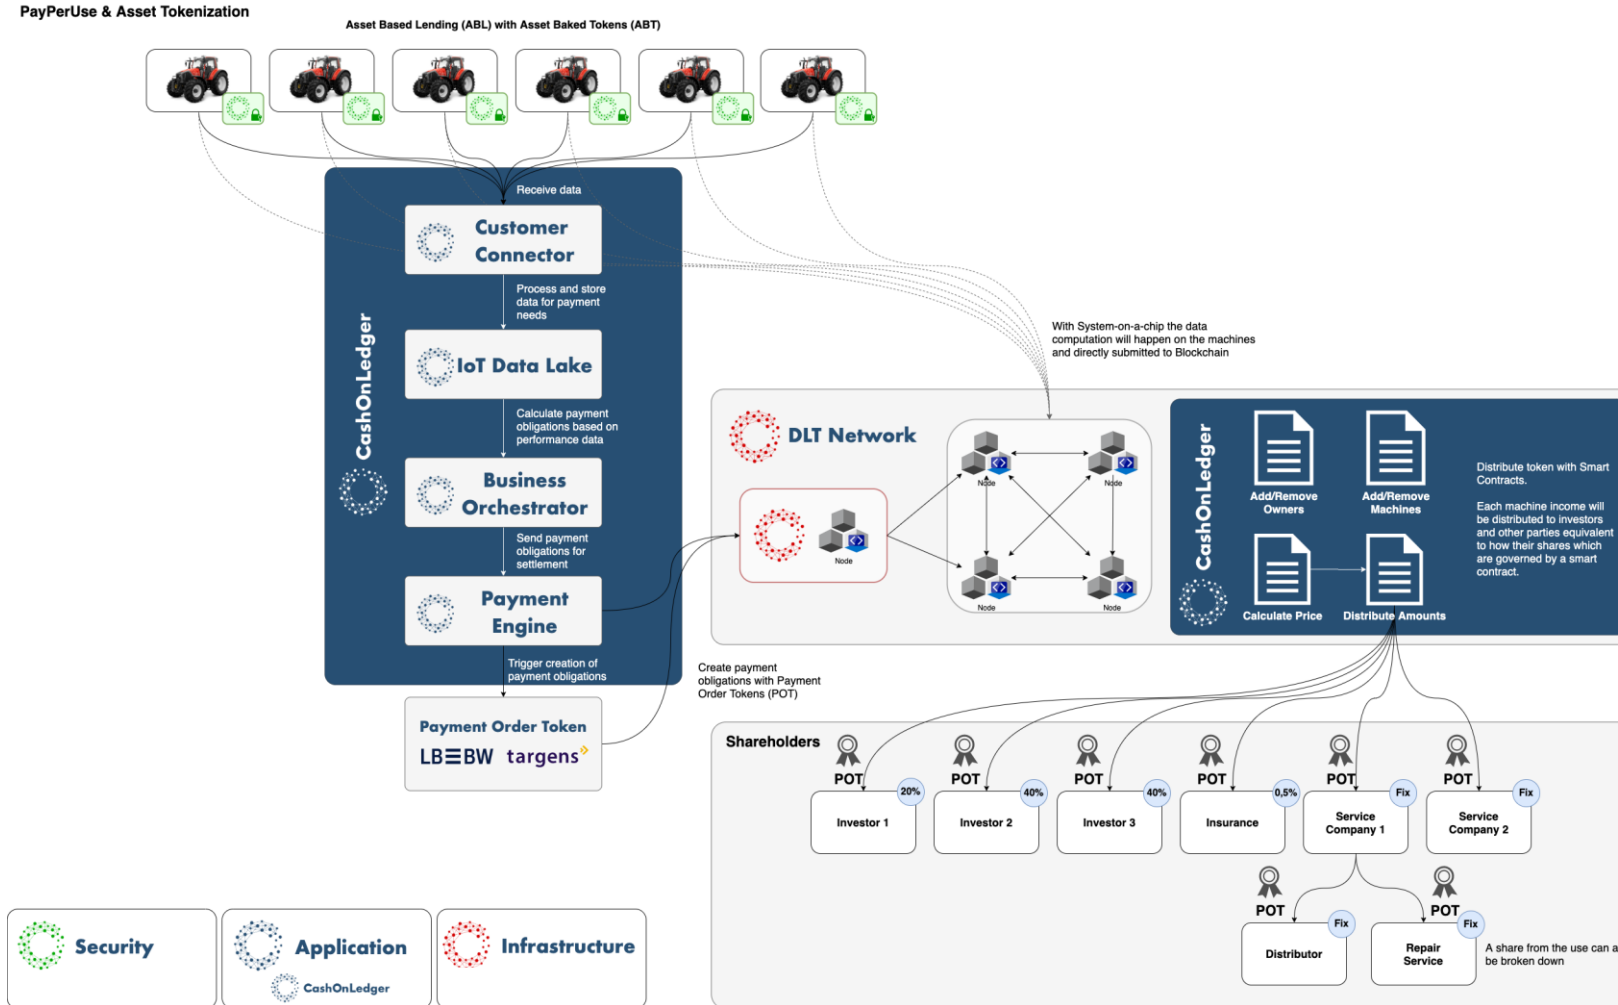 PayPerUse & Asset Tokenization
Asset Based Lending (ABL) with Asset Baked Tokens (ABT)
Receive data
Customer
Connector
Process and store
data for payment
needs
CashOnLedger
IoT Data Lake
Calculate payment
obligations based on
performance data
Business
Orchestrator
Send payment
obligations for
settlement
Payment
Engine
Trigger creation of
payment obligations
Payment Order Token
LBBW targens
Create payment
obligations with Payment
Order Tokens (POT)
With System-on-a-chip the data
computation will happen on the machines
and directly submitted to Blockchain
DLT Network
Node
Node
Node
Node
Node
CashOnLedger
Add/Remove
Owners
Add/Remove
Machines
Calculate Price
Distribute Amounts
Distribute token with Smart
Contracts.
Each machine income will
be distributed to investors
and other parties equivalent
to how their shares which
are governed by a smart
contract.
Shareholders
POT
POT
POT
POT
POT
POT
20%
40%
40%
0,5%
Fix
Fix
Investor 1
Investor 2
Investor 3
Insurance
Service
Company 1
Service
Company 2
POT
POT
Fix
Fix
Distributor
Repair
Service
A share from the use can a
be broken down
Security
Application
CashOnLedger
Infrastructure